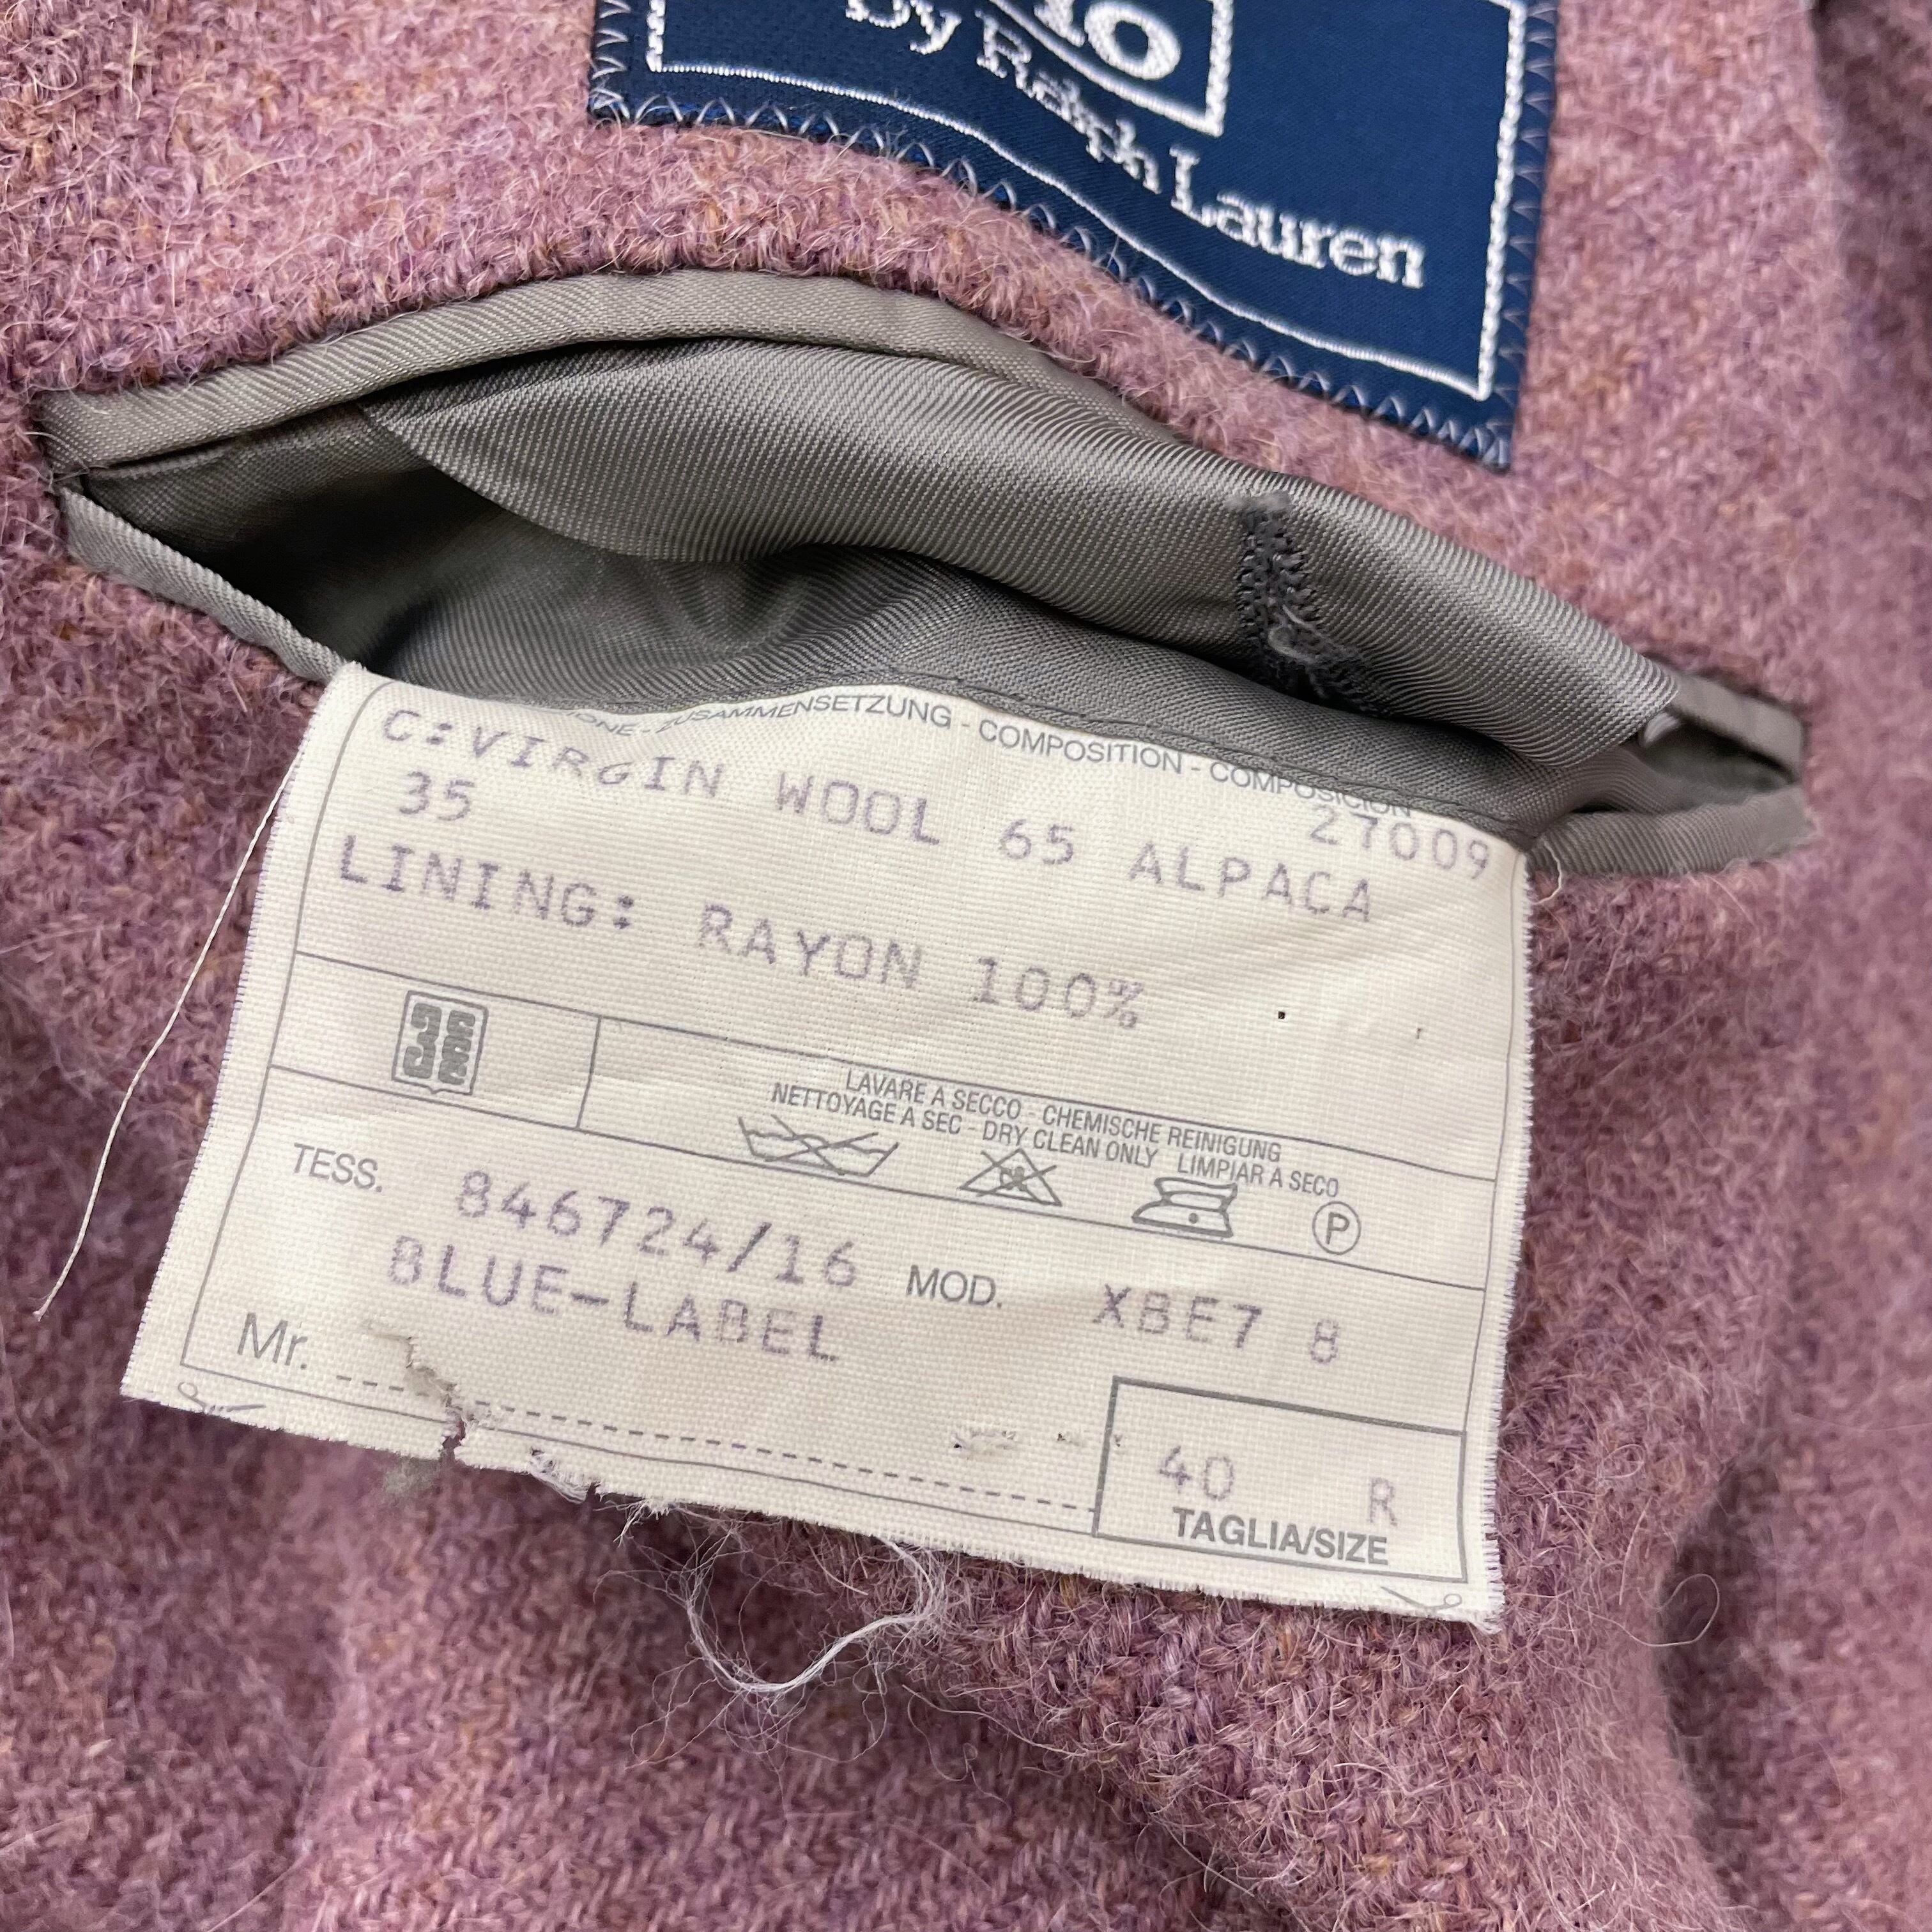 by Ralph Lauren
ZUSAMMENSETZUNG - COMPOSITION - COMPOSICION
27009
C:VIRGIN WOOL 65 ALPACA
35
LINING: RAYON 100%
LAVARE A SECCO - CHEMISCHE REINIGUNG
NETTOYAGE A SEC - DRY CLEAN ONLY LIMPIAR A SECO
P
TESS. 846724/16 MOD. XBE7 8
BLUE-LABEL
Mr.
40 R
TAGLIA/SIZE